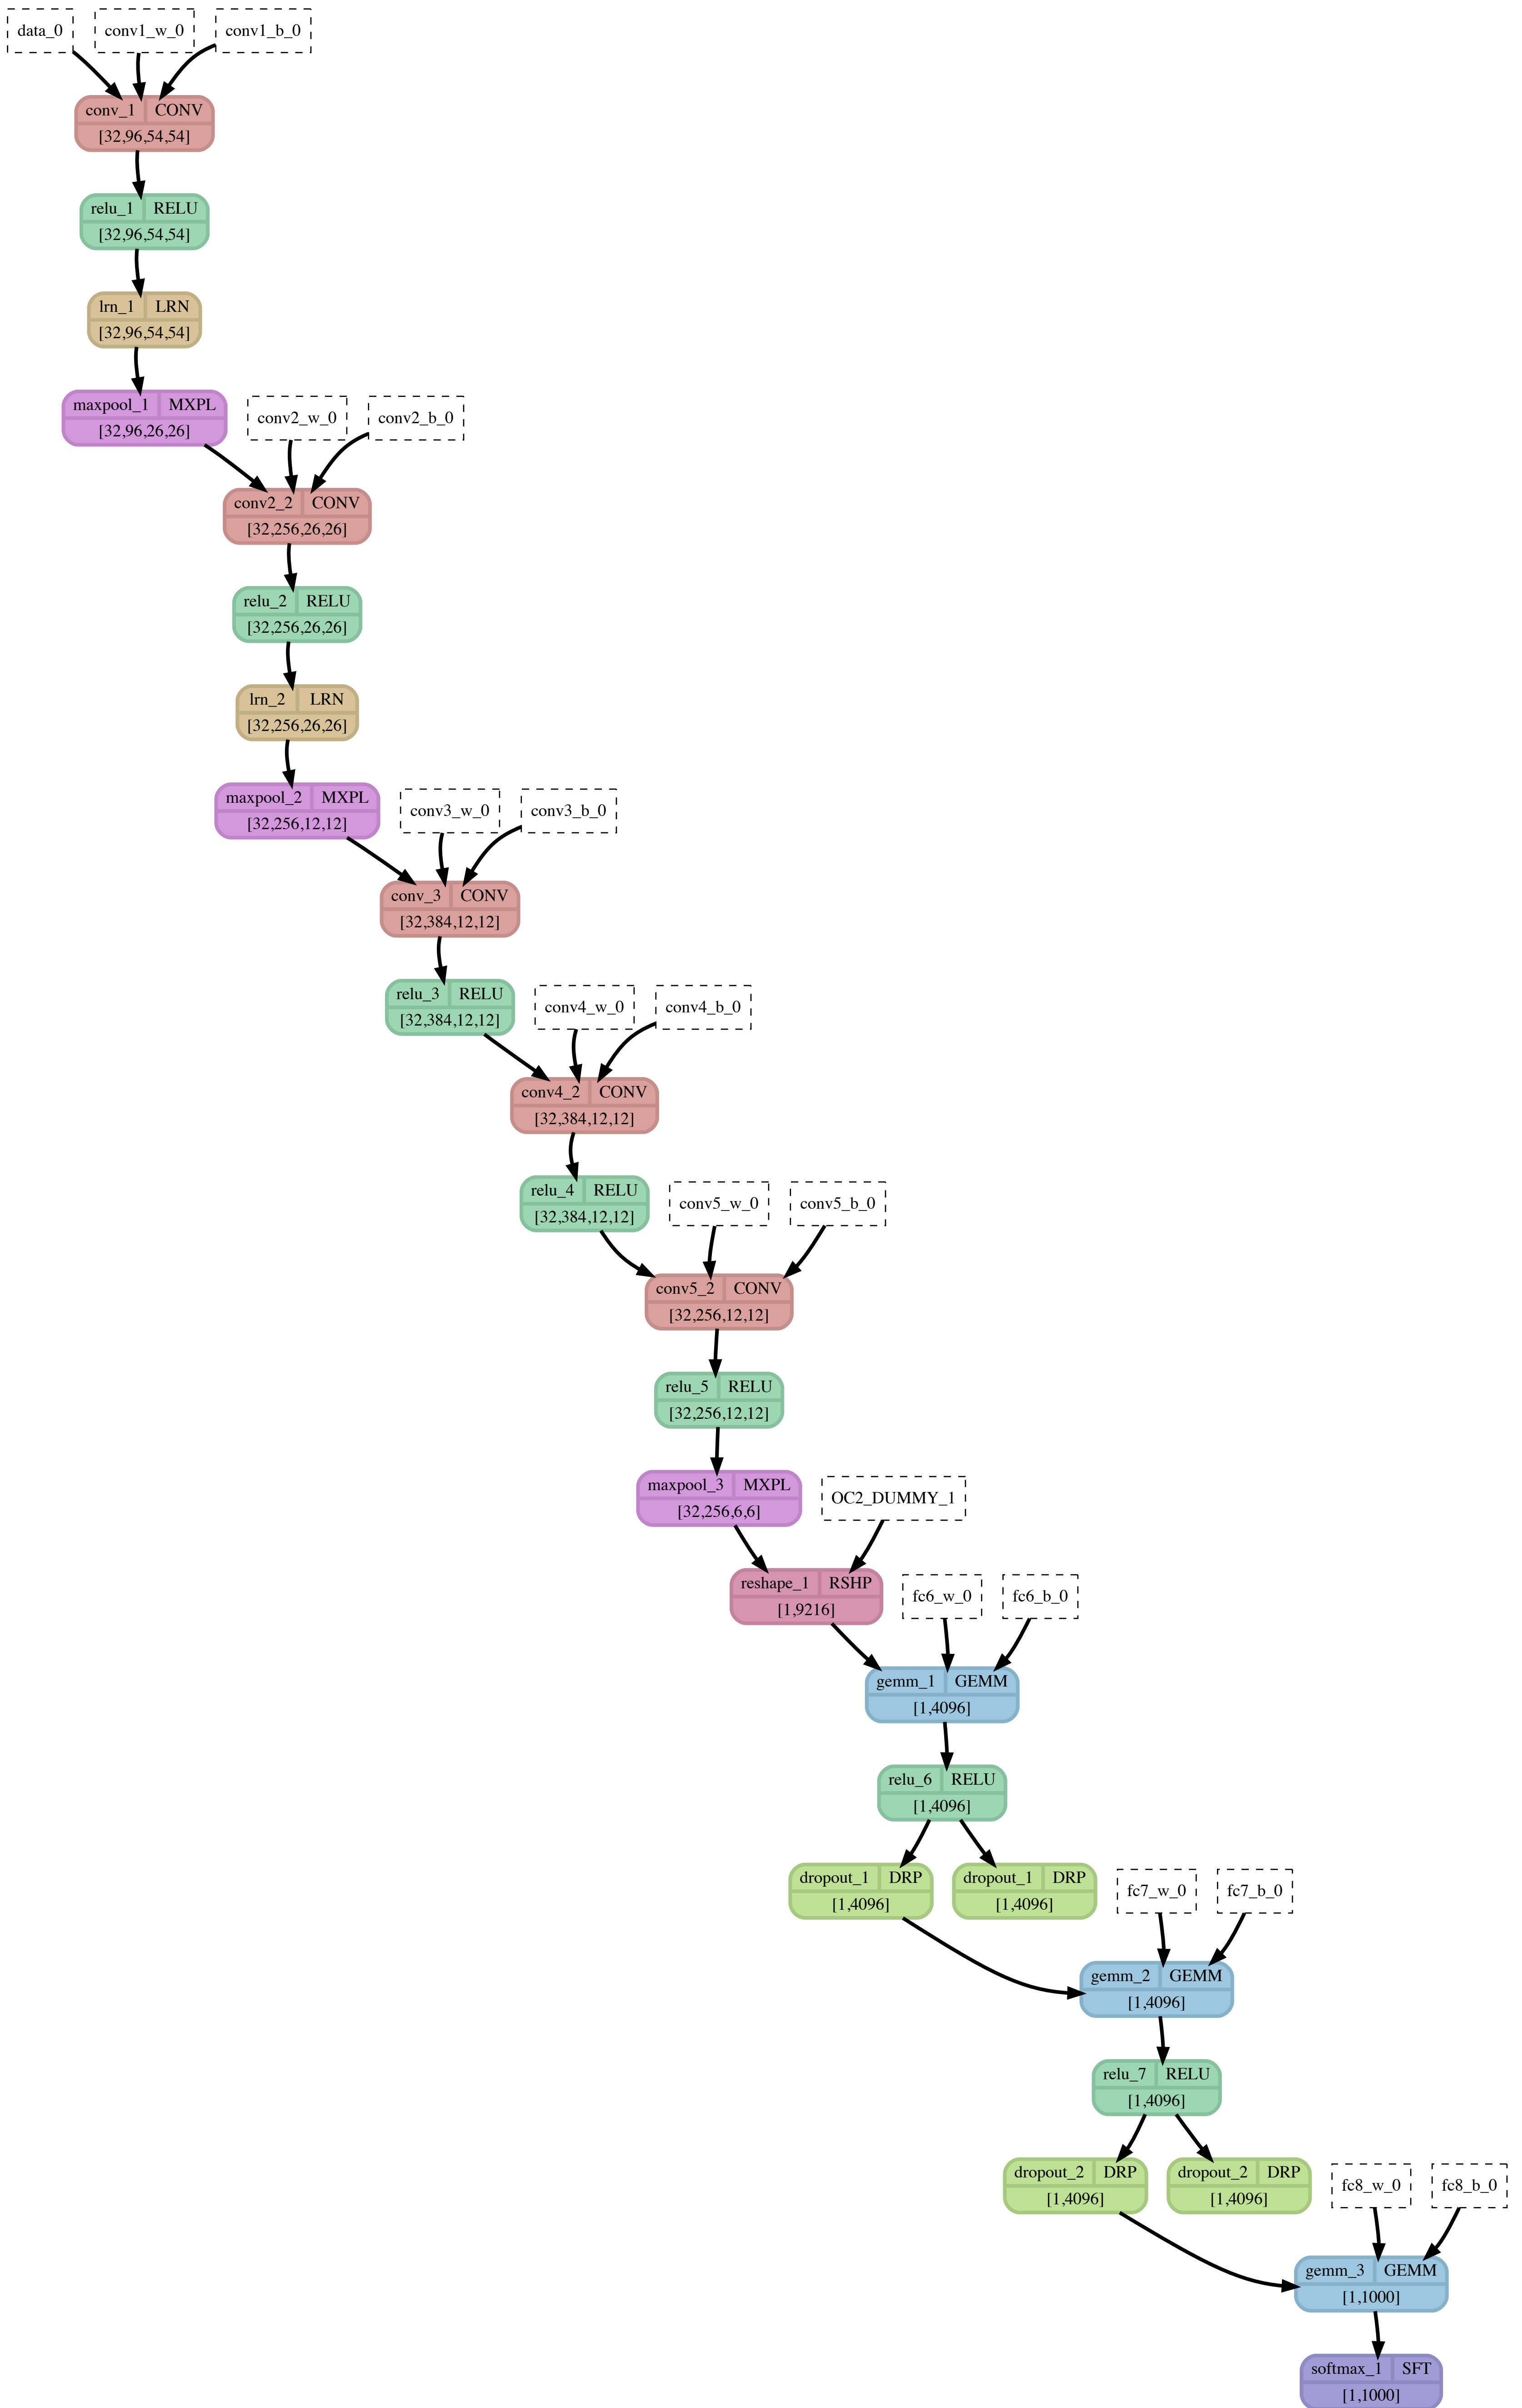 data_0 conv1_w_0 conv1_b_0
conv_1 CONV
[32,96,54,54]
relu_1 RELU
[32,96,54,54]
lrn_1 LRN
[32,96,54,54]
maxpool_1 MXPL
[32,96,26,26]
conv2_w_0 conv2_b_0
conv2_2 CONV
[32,256,26,26]
relu_2 RELU
[32,256,26,26]
lrn_2 LRN
[32,256,26,26]
maxpool_2 MXPL
[32,256,12,12]
conv3_w_0 conv3_b_0
conv_3 CONV
[32,384,12,12]
relu_3 RELU
[32,384,12,12]
conv4_w_0 conv4_b_0
conv4_2 CONV
[32,384,12,12]
relu_4 RELU
[32,384,12,12]
conv5_w_0 conv5_b_0
conv5_2 CONV
[32,256,12,12]
relu_5 RELU
[32,256,12,12]
maxpool_3 MXPL
[32,256,6,6]
OC2_DUMMY_1
reshape_1 RSHP
[1,9216]
fc6_w_0 fc6_b_0
gemm_1 GEMM
[1,4096]
relu_6 RELU
[1,4096]
dropout_1 DRP
[1,4096]
dropout_1 DRP
[1,4096]
fc7_w_0 fc7_b_0
gemm_2 GEMM
[1,4096]
relu_7 RELU
[1,4096]
dropout_2 DRP
[1,4096]
dropout_2 DRP
[1,4096]
fc8_w_0 fc8_b_0
gemm_3 GEMM
[1,1000]
softmax_1 SFT
[1,1000]